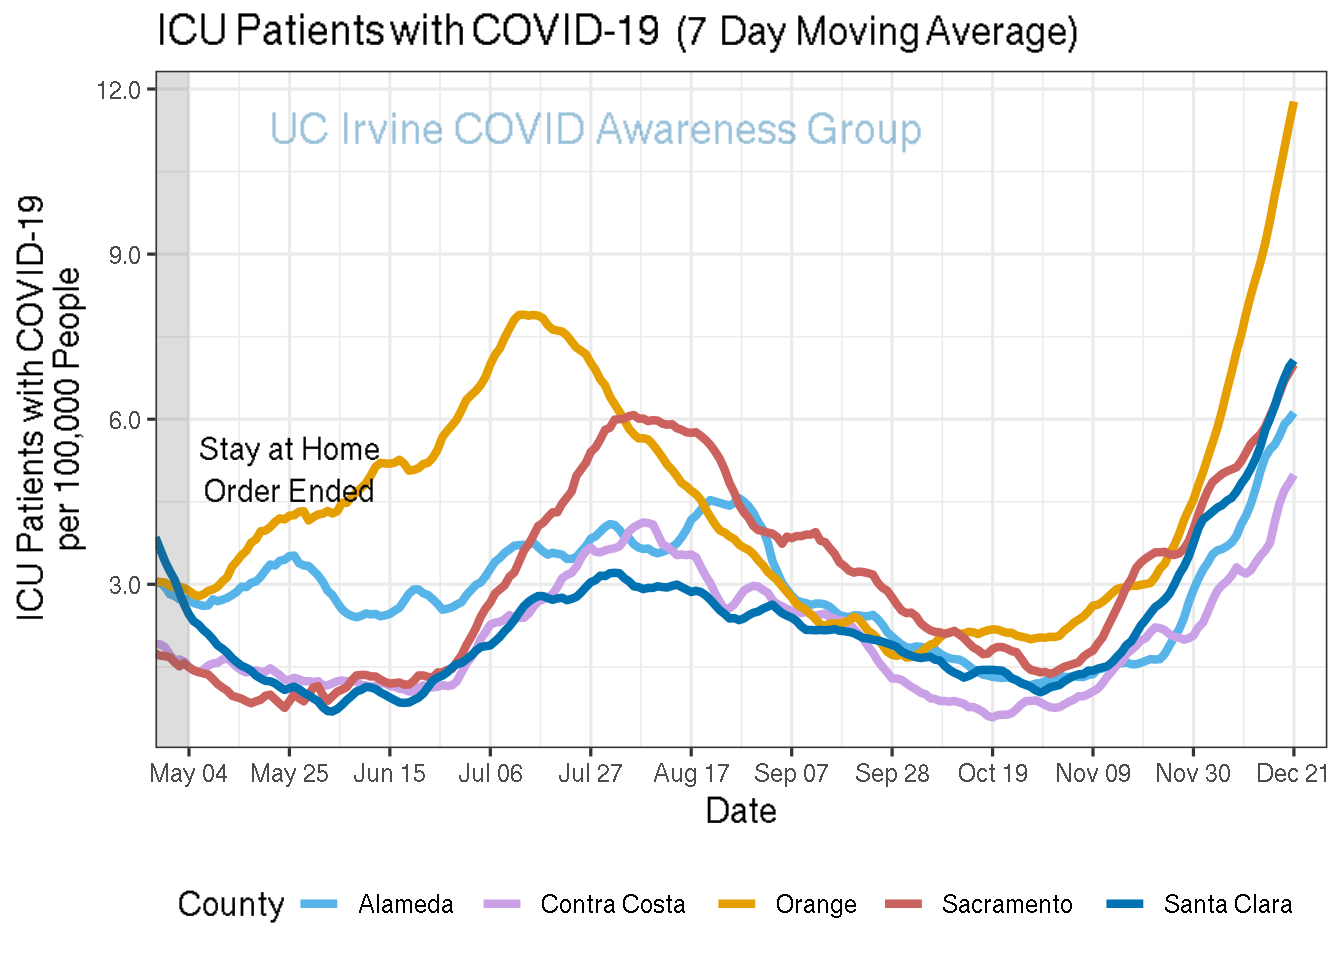 ICU Patients with COVID-19 (7 Day Moving Average)
UC Irvine COVID Awareness Group
ICU Patients with COVID-19
per 100,000 People
12.0
9.0
6.0
3.0
Stay at Home
Order Ended
May 04 May 25 Jun 15 Jul 06 Jul 27 Aug 17 Sep 07 Sep 28 Oct 19 Nov 09 Nov 30 Dec 21
Date
County Alameda Contra Costa Orange Sacramento Santa Clara